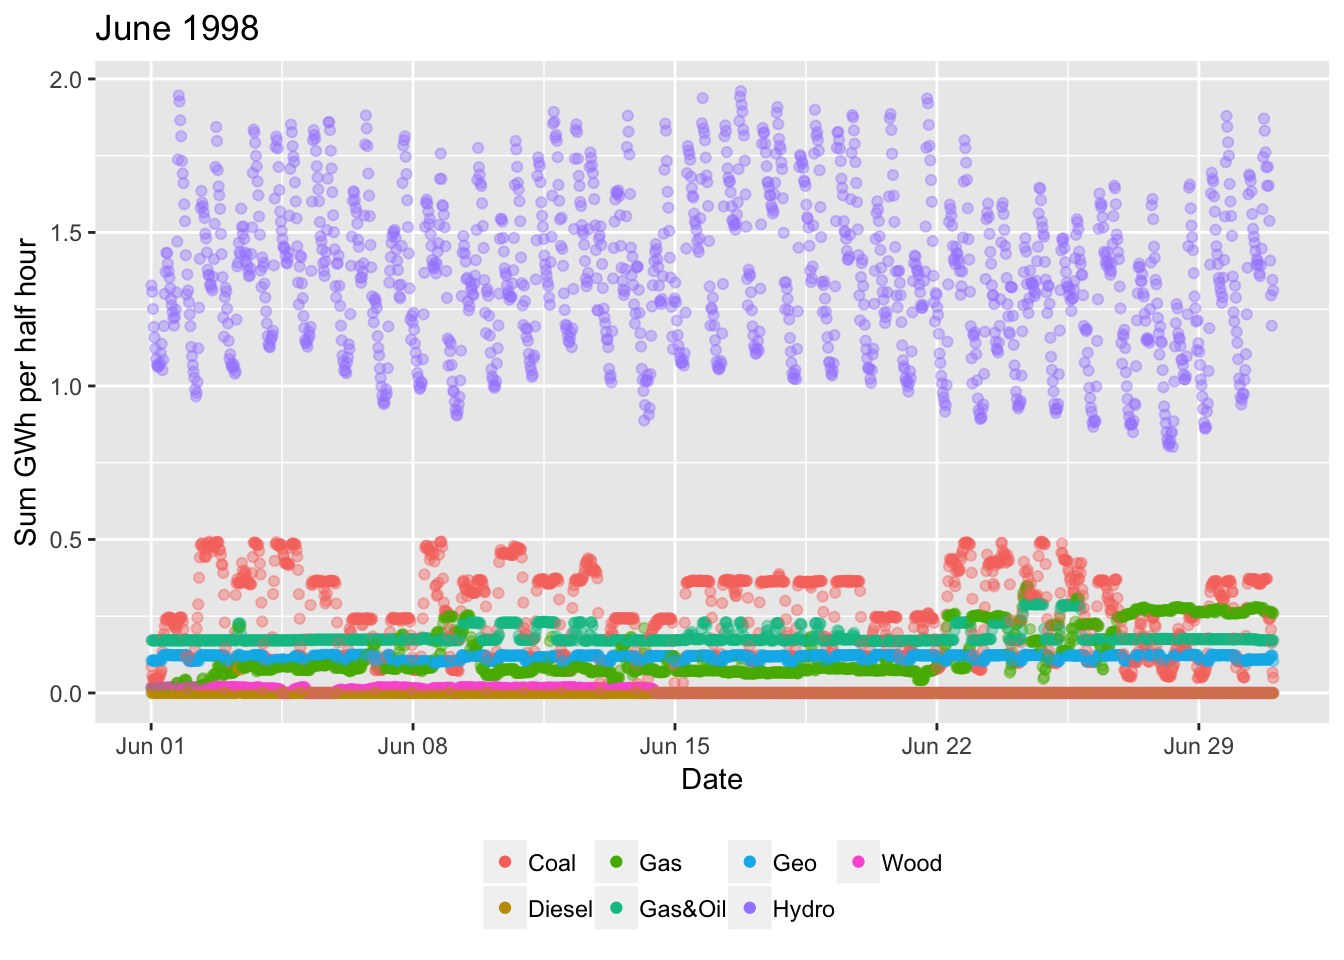 June 1998
2.0
1.5
1.0
0.5
0.0
Sum GWh per half hour
Jun 01 Jun 08 Jun 15 Jun 22 Jun 29
Date
Coal Gas Geo Wood
Diesel Gas&Oil Hydro